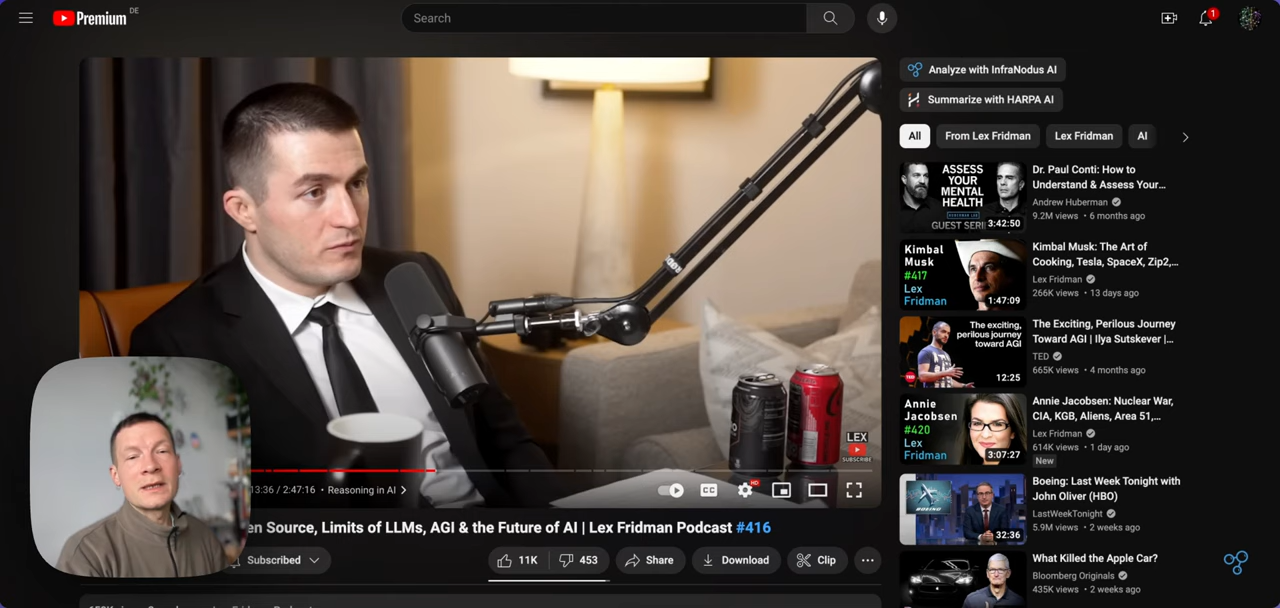 Premium DE
Search
1
Analyze with InfraNodus AI
Summarize with HARPA AI
All
From Lex Fridman
Lex Fridman
AI
ASSESS
YOUR
MENTAL
HEALTH
GUEST SERI
3:42:50
Dr. Paul Conti: How to
Understand & Assess Your...
Andrew Huberman
9.2M views • 6 months ago
Kimbal
Musk
#417
Lex
Fridman
1:47:09
Kimbal Musk: The Art of
Cooking, Tesla, SpaceX, Zip2,...
Lex Fridman
266K views • 13 days ago
The exciting,
perilous journey
toward AGI
TED
12:25
The Exciting, Perilous Journey
Toward AGI | Ilya Sutskever |...
TED
665K views • 4 months ago
Annie
Jacobsen
#420
Lex
Fridman
3:07:27
Annie Jacobsen: Nuclear War,
CIA, KGB, Aliens, Area 51,...
Lex Fridman
614K views • 1 day ago
New
32:36
Boeing: Last Week Tonight with
John Oliver (HBO)
LastWeekTonight
5.9M views • 2 weeks ago
What Killed the Apple Car?
Bloomberg Originals
435K views • 2 weeks ago
LEX
SUBSCRIBE
13:36 / 2:47:16 • Reasoning in AI
CC
HD
en Source, Limits of LLMs, AGI & the Future of AI | Lex Fridman Podcast #416
Subscribed
11K
453
Share
Download
Clip